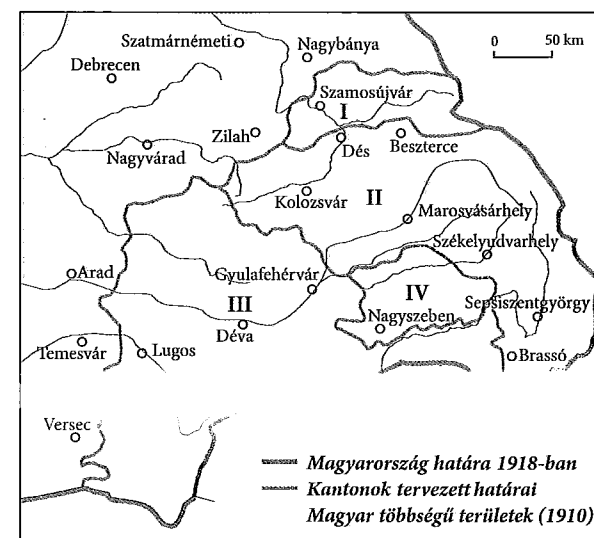 Szatmárnémeti
Nagybánya
0 50 km
Debrecen
Szamosújvár
I
Zilah
Dés
Beszterce
Nagyvárad
Kolozsvár
II
Marosvásárhely
Székelyudvarhely
Arad
Gyulafehérvár
III
IV
Sepsiszentgyörgy
Nagyszeben
Déva
Temesvár
Lugos
Brassó
Versec
Magyarország határa 1918-ban
Kantonok tervezett határai
Magyar többségű területek (1910)